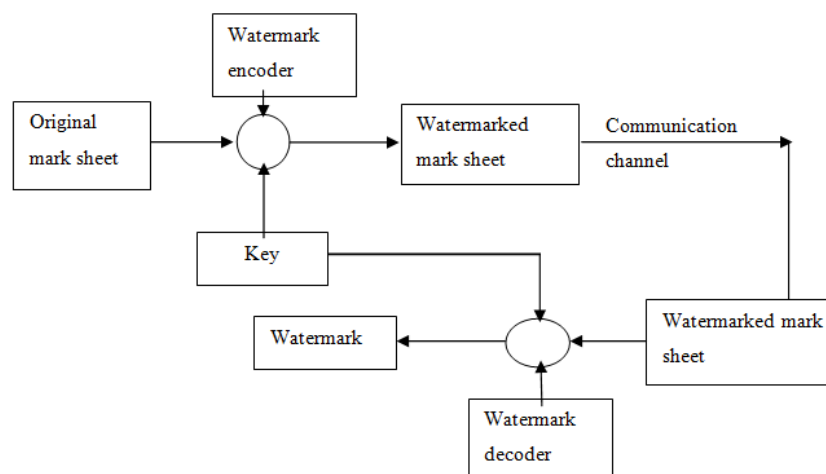 Watermark
encoder
Original
mark sheet
Watermarked
mark sheet
Communication
channel
Key
Watermark
Watermarked mark
sheet
Watermark
decoder